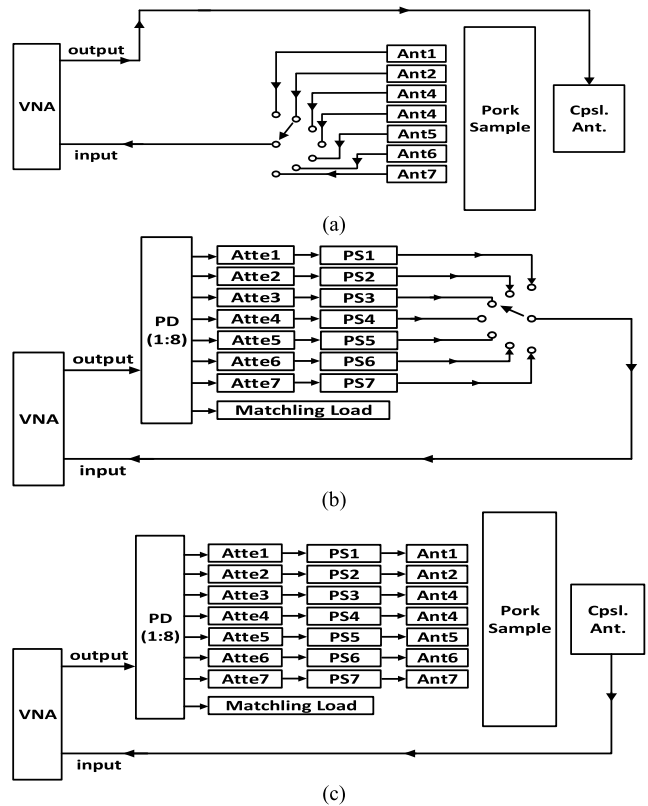 output
VNA
input
Ant1
Ant2
Ant4
Ant4
Ant5
Ant6
Ant7
Pork
Sample
Cpsl.
Ant.
(a)
PD
(1:8)
Atte1 PS1
Atte2 PS2
Atte3 PS3
Atte4 PS4
Atte5 PS5
Atte6 PS6
Atte7 PS7
Matchling Load
output
VNA
input
(b)
PD
(1:8)
Atte1 PS1 Ant1
Atte2 PS2 Ant2
Atte3 PS3 Ant4
Atte4 PS4 Ant4
Atte5 PS5 Ant5
Atte6 PS6 Ant6
Atte7 PS7 Ant7
Matchling Load
Pork
Sample
Cpsl.
Ant.
output
VNA
input
(c)